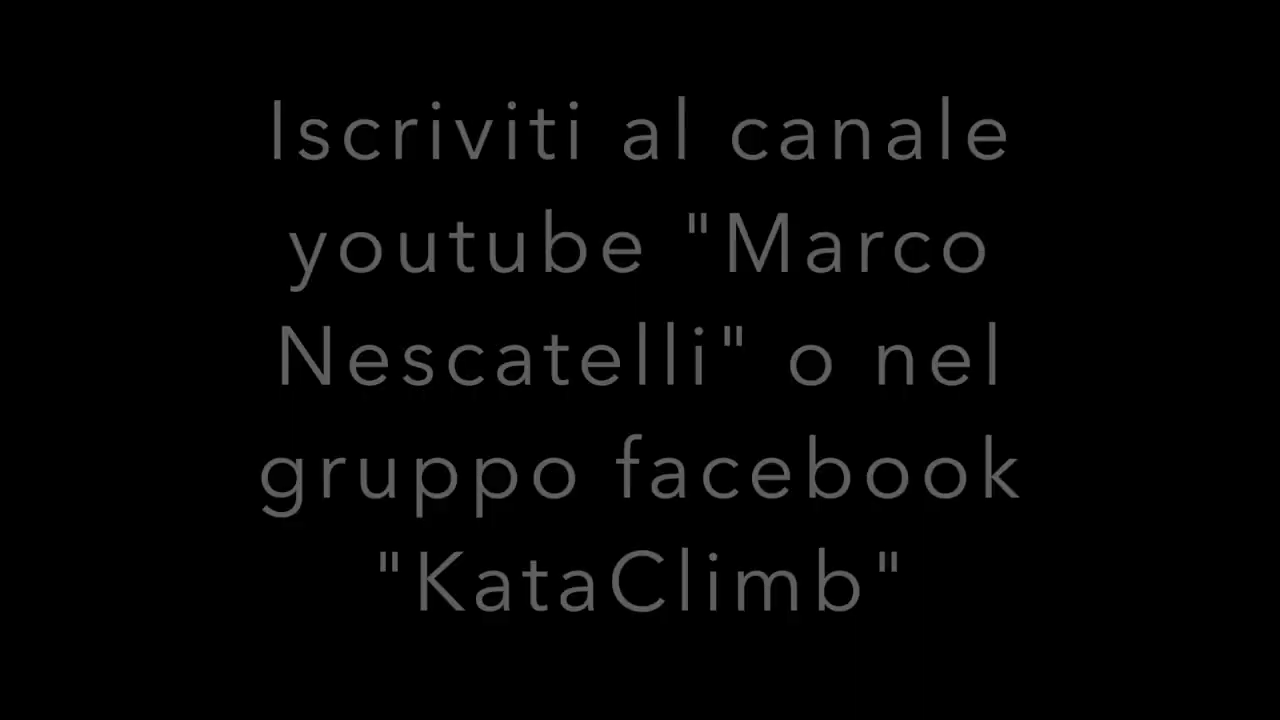 Iscriviti al canale
youtube "Marco
Nescatelli" o nel
gruppo facebook
"KataClimb"